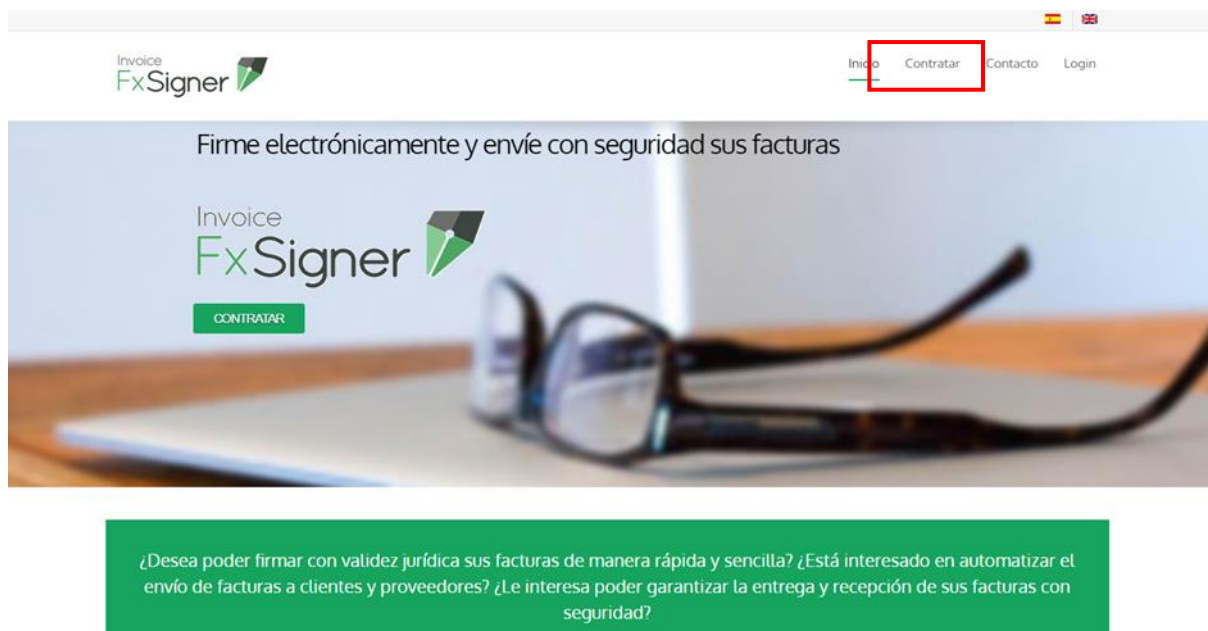 Invoice
FxSigner
Inicio Contratar Contacto Login
Firme electrónicamente y envíe con seguridad sus facturas
Invoice
FxSigner
CONTRATAR
¿Desea poder firmar con validez jurídica sus facturas de manera rápida y sencilla? ¿Está interesado en automatizar el
envío de facturas a clientes y proveedores? ¿Le interesa poder garantizar la entrega y recepción de sus facturas con
seguridad?